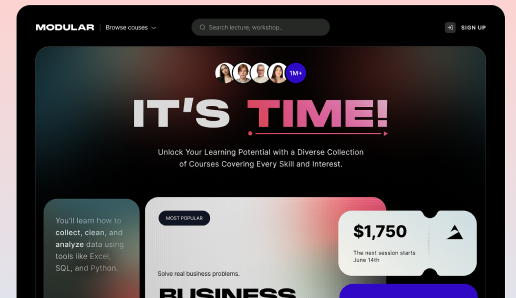 MODULAR
Browse couses
Search lecture, workshop..
SIGN UP
1M+
IT'S TIME!
Unlock Your Learning Potential with a Diverse Collection
of Courses Covering Every Skill and Interest.
You'll learn how to
collect, clean, and
analyze data using
tools like Excel,
SQL, and Python.
MOST POPULAR
Solve real business problems.
BUSINESS
$1,750
The next session starts
June 14th